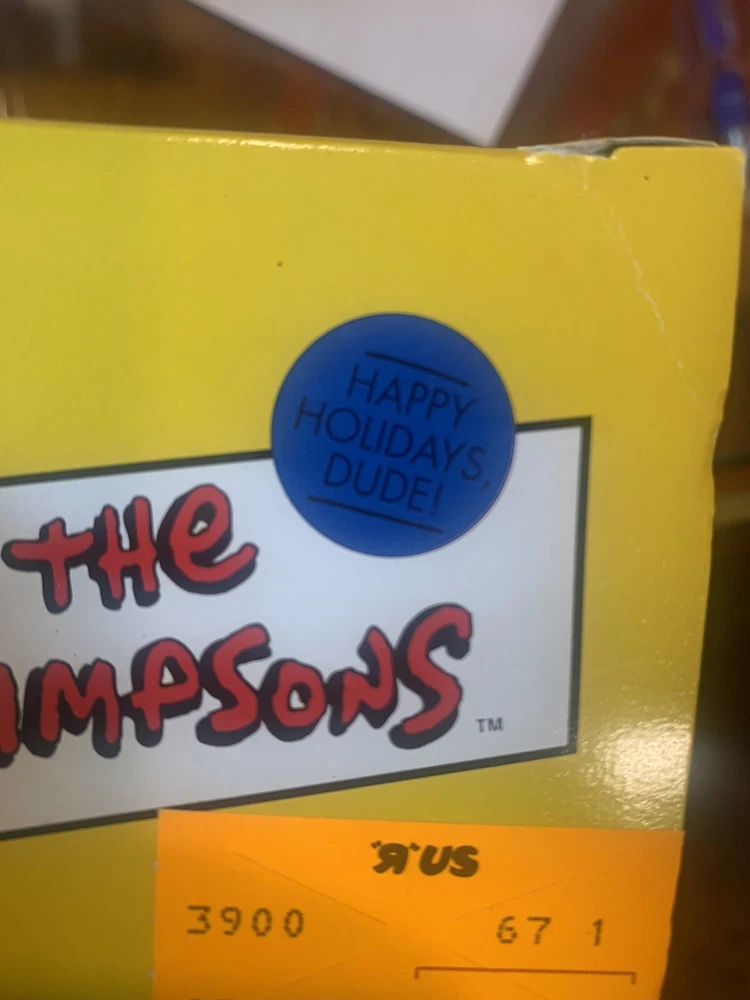 HAPPY
HOLIDAYS,
DUDE!
THE
IMPSONS
TM
"R"US
3900 67 1